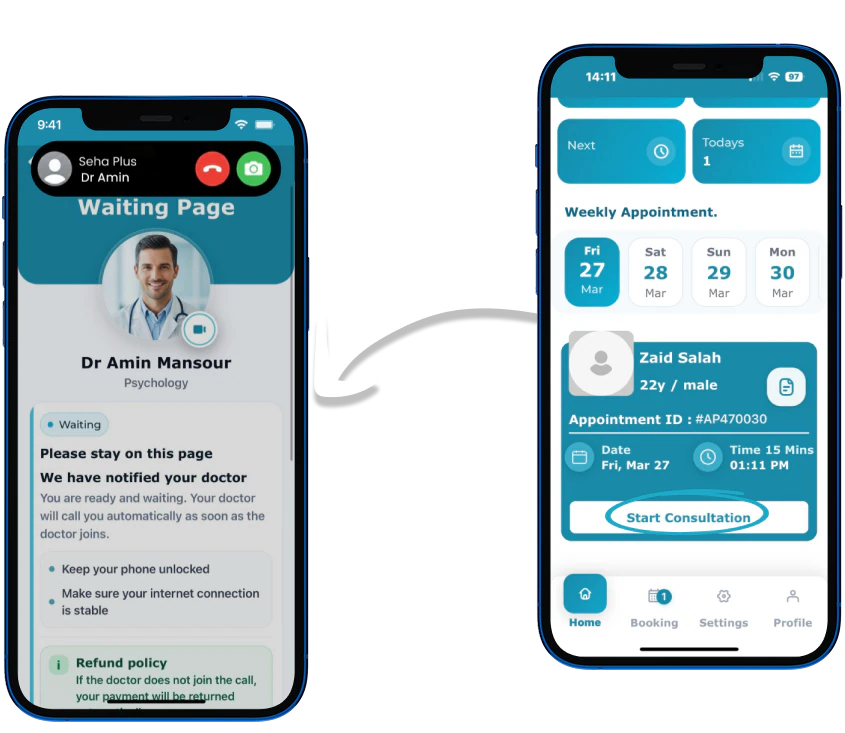 9:41
Seha Plus
Dr Amin
Waiting Page
Dr Amin Mansour
Psychology
Waiting
Please stay on this page
We have notified your doctor
You are ready and waiting. Your doctor
will call you automatically as soon as the
doctor joins.
Keep your phone unlocked
Make sure your internet connection
is stable
i Refund policy
If the doctor does not join the call,
your payment will be returned
14:11
97
Next
Todays
1
Weekly Appointment.
Fri Sat Sun Mon
27 28 29 30
Mar Mar Mar Mar
Zaid Salah
22y / male
Appointment ID : #AP470030
Date Time 15 Mins
Fri, Mar 27 01:11 PM
Start Consultation
1
Home Booking Settings Profile